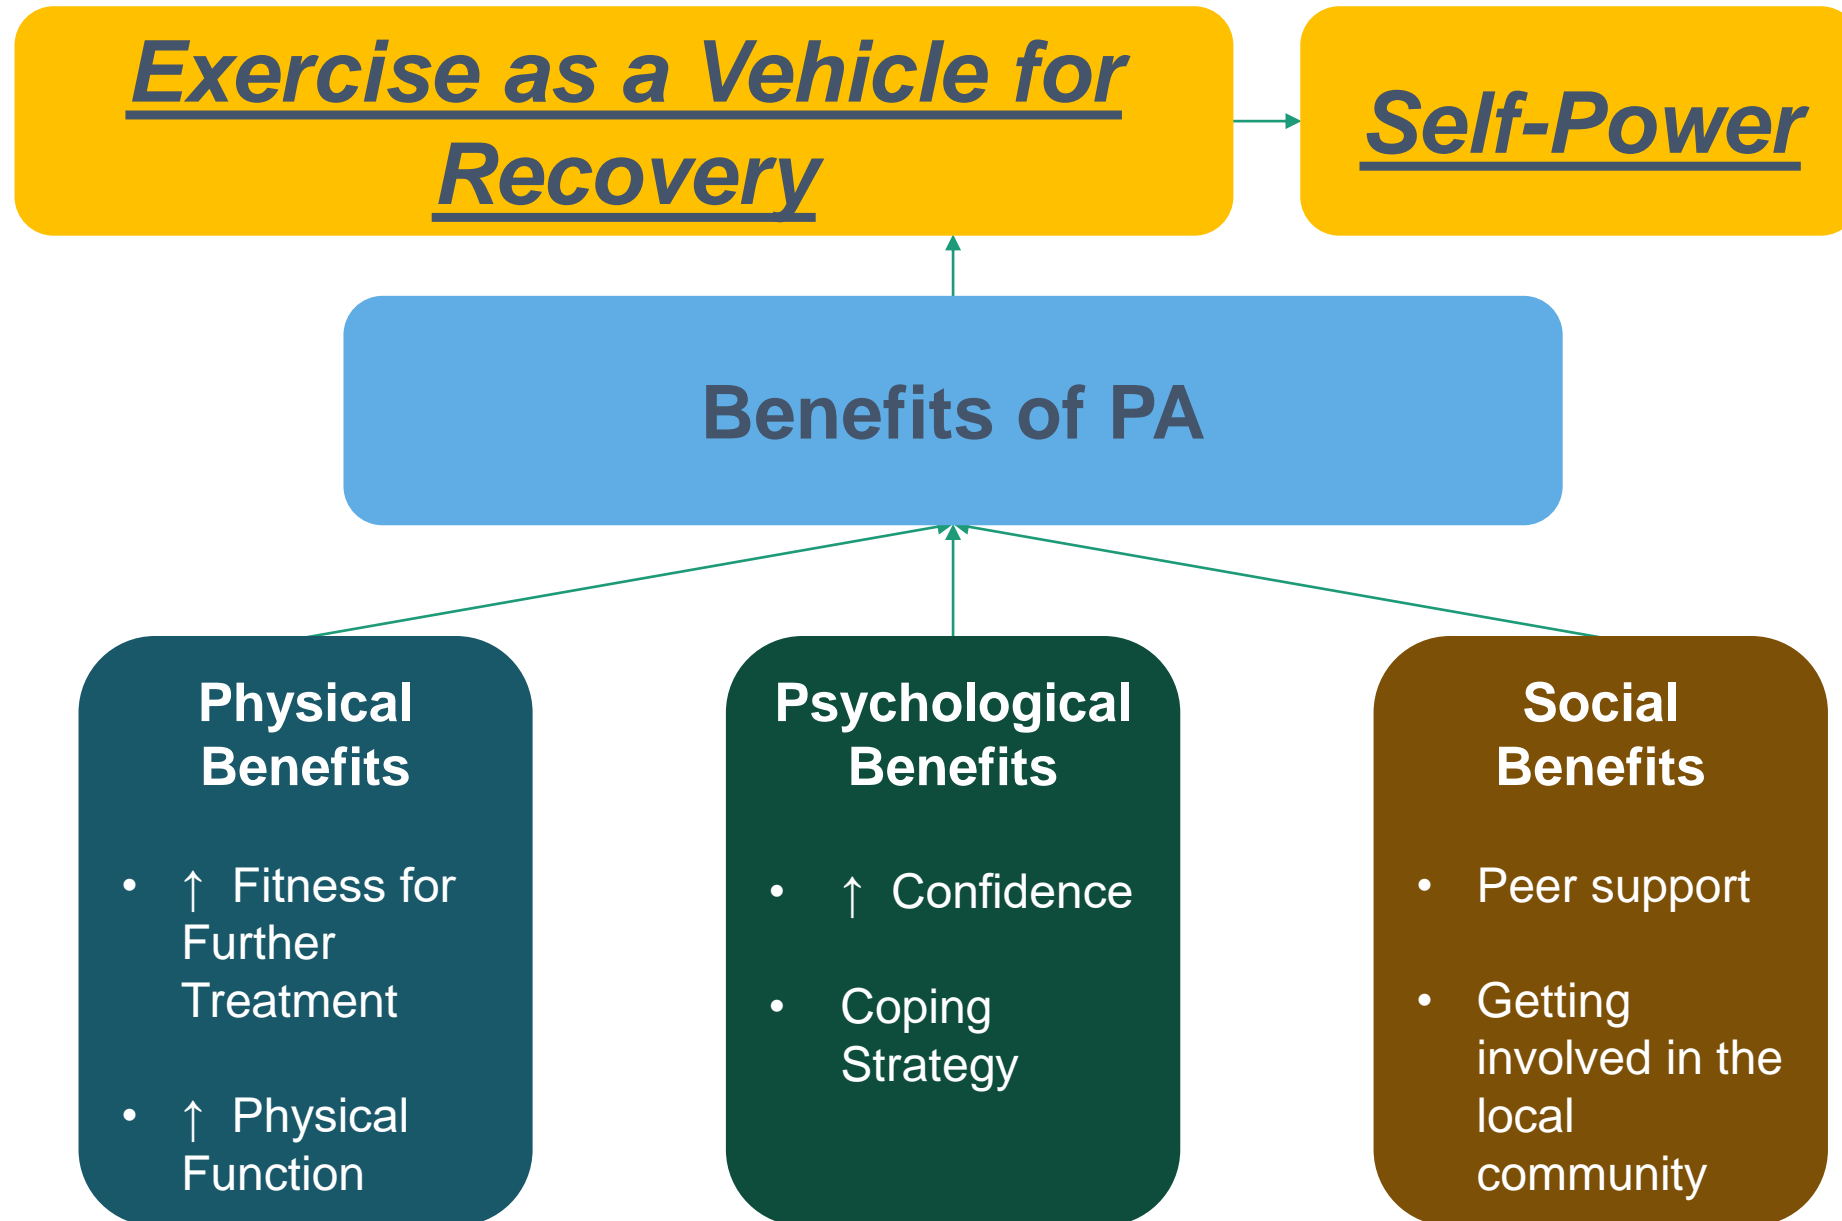 Exercise as a Vehicle for
Recovery
Self-Power
Benefits of PA
Physical
Benefits
• ↑ Fitness for
Further
Treatment
• ↑ Physical
Function
Psychological
Benefits
• ↑ Confidence
• Coping
Strategy
Social
Benefits
• Peer support
• Getting
involved in the
local
community